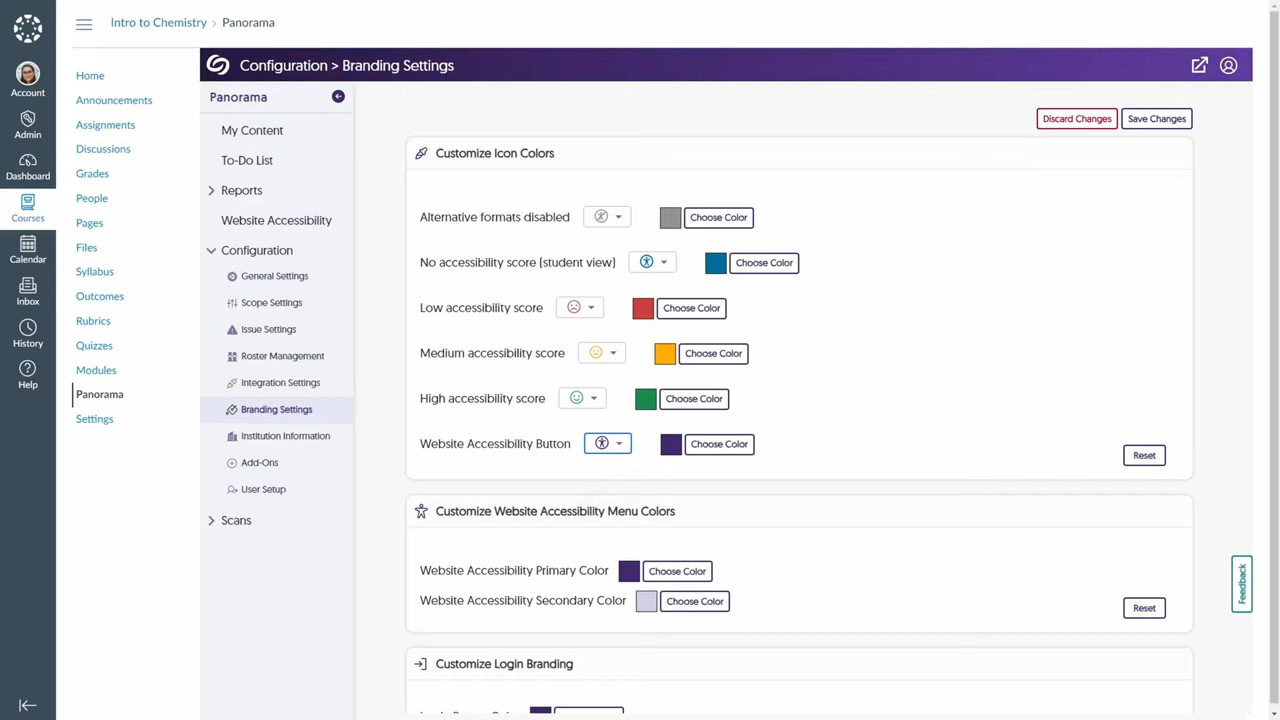 Intro to Chemistry > Panorama
Account
Admin
Dashboard
Courses
Calendar
Inbox
History
Help
Home
Announcements
Assignments
Discussions
Grades
People
Pages
Files
Syllabus
Outcomes
Rubrics
Quizzes
Modules
Panorama
Settings
Configuration > Branding Settings
Panorama
My Content
To-Do List
Reports
Website Accessibility
Configuration
General Settings
Scope Settings
Issue Settings
Roster Management
Integration Settings
Branding Settings
Institution Information
Add-Ons
User Setup
Scans
Discard Changes Save Changes
Customize Icon Colors
Alternative formats disabled Choose Color
No accessibility score (student view) Choose Color
Low accessibility score Choose Color
Medium accessibility score Choose Color
High accessibility score Choose Color
Website Accessibility Button Choose Color
Reset
Customize Website Accessibility Menu Colors
Website Accessibility Primary Color Choose Color
Website Accessibility Secondary Color Choose Color
Reset
Customize Login Branding
Feedback